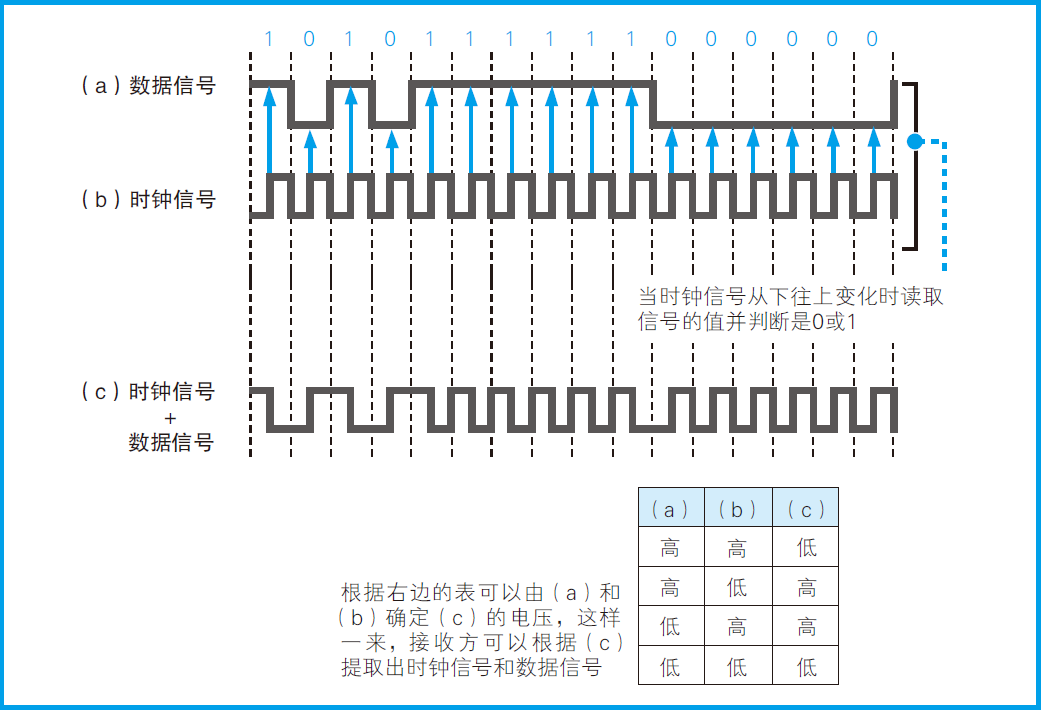 1 0 1 0 1 1 1 1 1 1 0 0 0 0 0 0
（a）数据信号
（b）时钟信号
当时钟信号从下往上变化时读取
信号的值并判断是0或1
（c）时钟信号
+
数据信号
（a） （b） （c）
高 高 低
高 低 高
低 高 高
低 低 低
根据右边的表可以由（a）和
（b）确定（c）的电压，这样
一来，接收方可以根据（c）
提取出时钟信号和数据信号